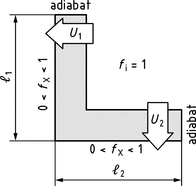 adiabat
U1
ℓ1
0 < fX < 1
fi = 1
U2
adiabat
0 < fX < 1
ℓ2